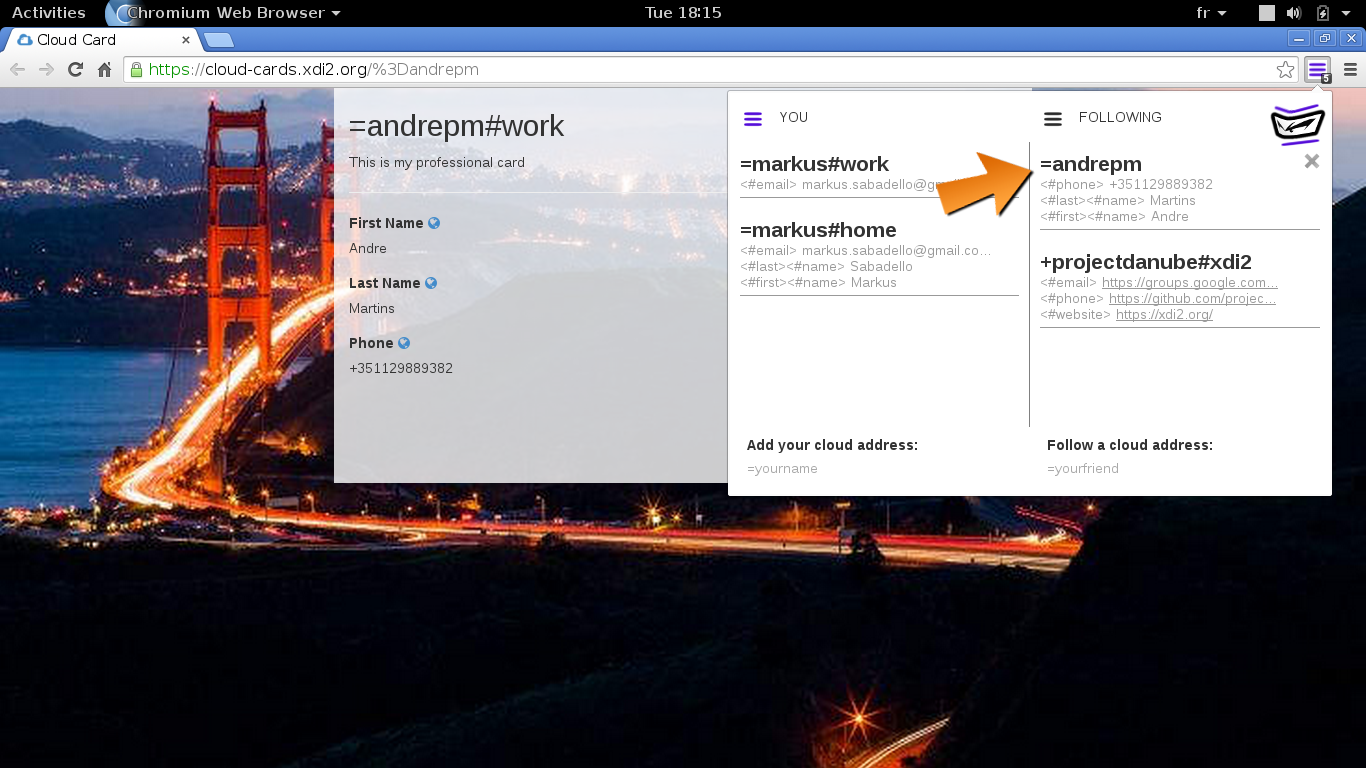 Activities Chromium Web Browser Tue 18:15 fr
Cloud Card
https://cloud-cards.xdi2.org/%3Dandrepm
5
=andrepm#work
This is my professional card
First Name
Andre
Last Name
Martins
Phone
+351129889382
YOU
=markus#work
<#email> markus.sabadello@gm
=markus#home
<#email> markus.sabadello@gmail.co...
<#last><#name> Sabadello
<#first><#name> Markus
Add your cloud address:
=yourname
FOLLOWING
=andrepm
<#phone> +351129889382
<#last><#name> Martins
<#first><#name> Andre
+projectdanube#xdi2
<#email> https://groups.google.com...
<#phone> https://github.com/projec...
<#website> https://xdi2.org/
Follow a cloud address:
=yourfriend